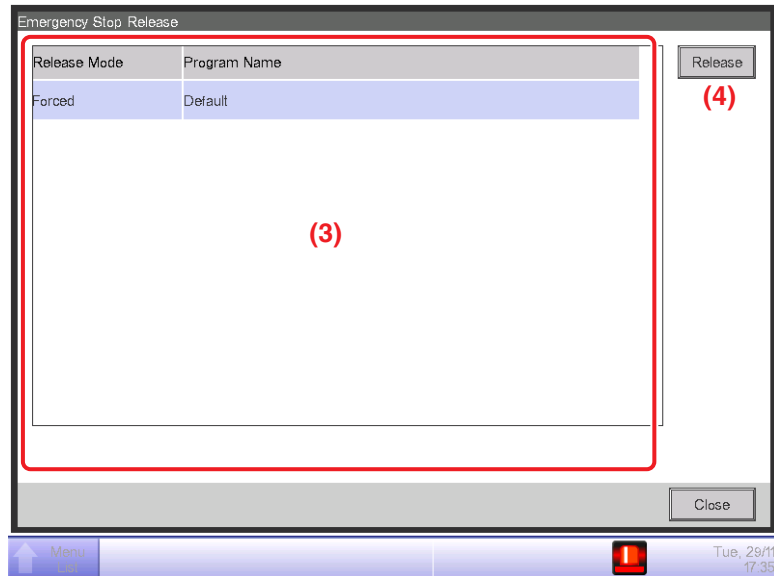 Emergency Stop Release
Release Mode Program Name
Release
Forced Default
(4)
(3)
Close
Menu
List
Tue, 29/11
17:35